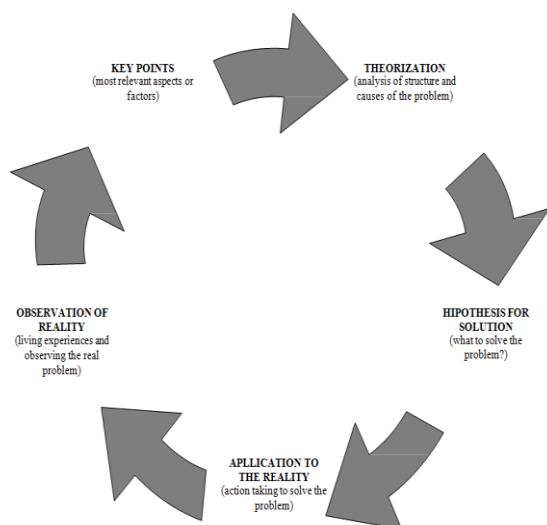 KEY POINTS
(most relevant aspects or
factors)
THEORIZATION
(analysis of structure and
causes of the problem)
HIPOTHESIS FOR
SOLUTION
(what to solve the
problem?)
APLLICATION TO
THE REALITY
(action taking to solve the
problem)
OBSERVATION OF
REALITY
(living experiences and
observing the real
problem)